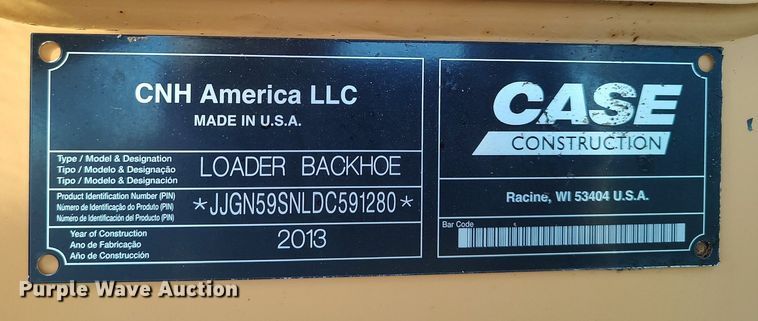 CNH America LLC
MADE IN U.S.A.
Type / Model & Designation
Tipo / Modelo & Designação
Tipo / Modelo & Designación
LOADER BACKHOE
Product Identification Number (PIN)
Número de Identificação do Produto (PIN)
Número de Identificación del Producto (PIN)
*JJGN59SNLDC591280*
Year of Construction
Ano de Fabricação
Año de Construcción
2013
CASE
CONSTRUCTION
Racine, WI 53404 U.S.A.
Bar Code
Purple Wave Auction